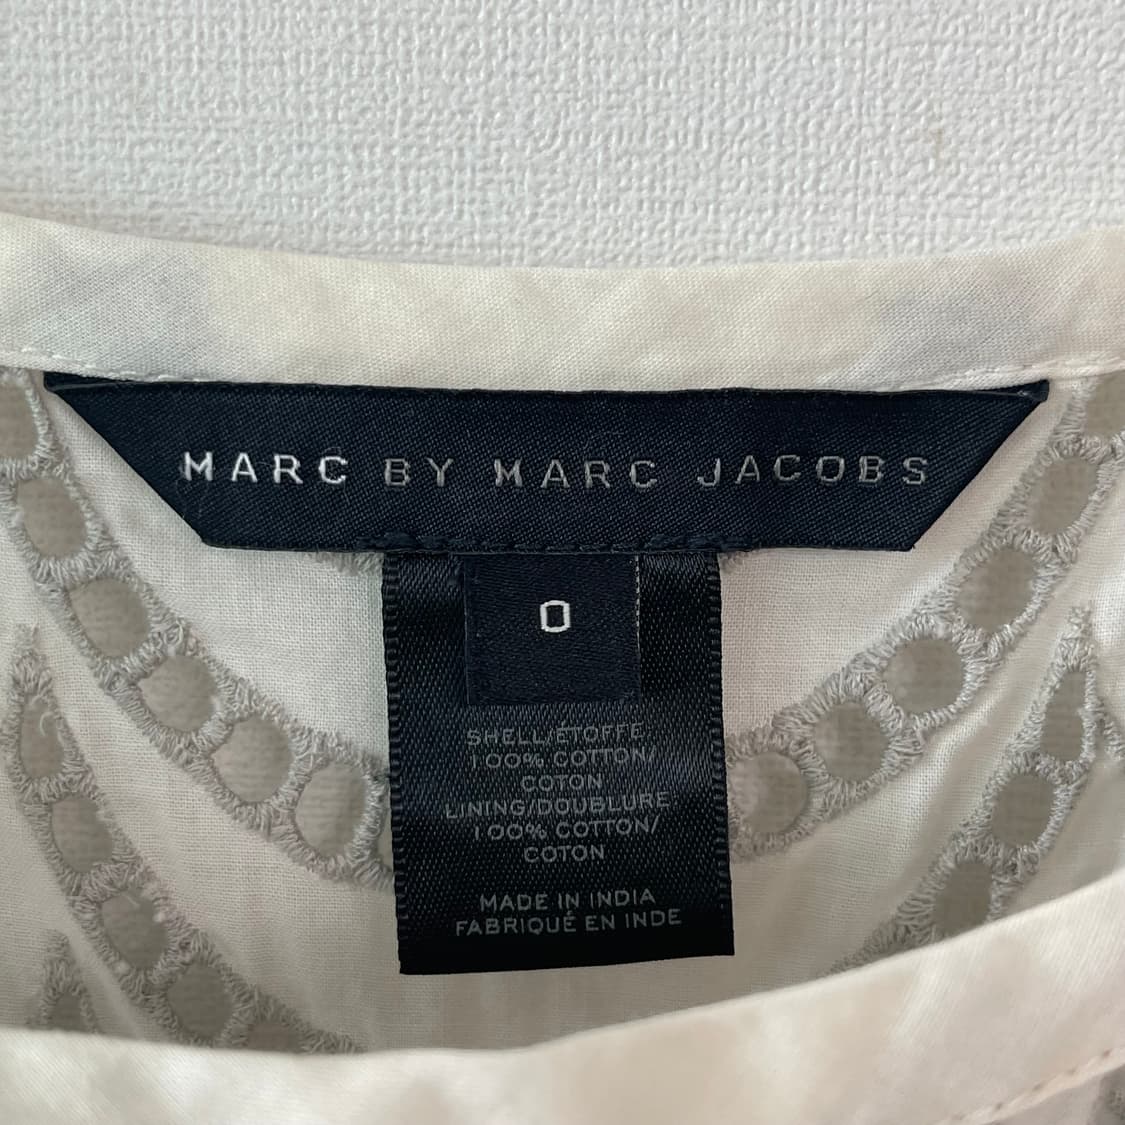 MARC BY MARC JACOBS
0
SHELL/ÉTOFFE
100% COTTON/
COTON
LINING/DOUBLURE
100% COTTON/
COTON
MADE IN INDIA
FABRIQUÉ EN INDE